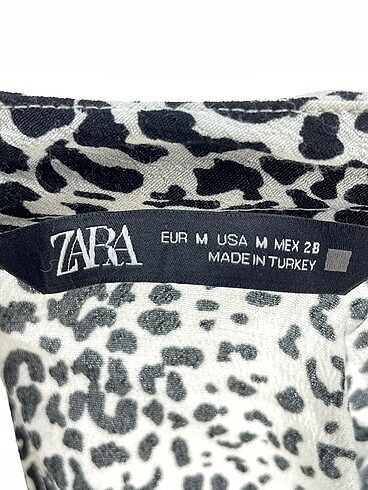 ZARA
EUR M USA M MEX 28
MADE IN TURKEY